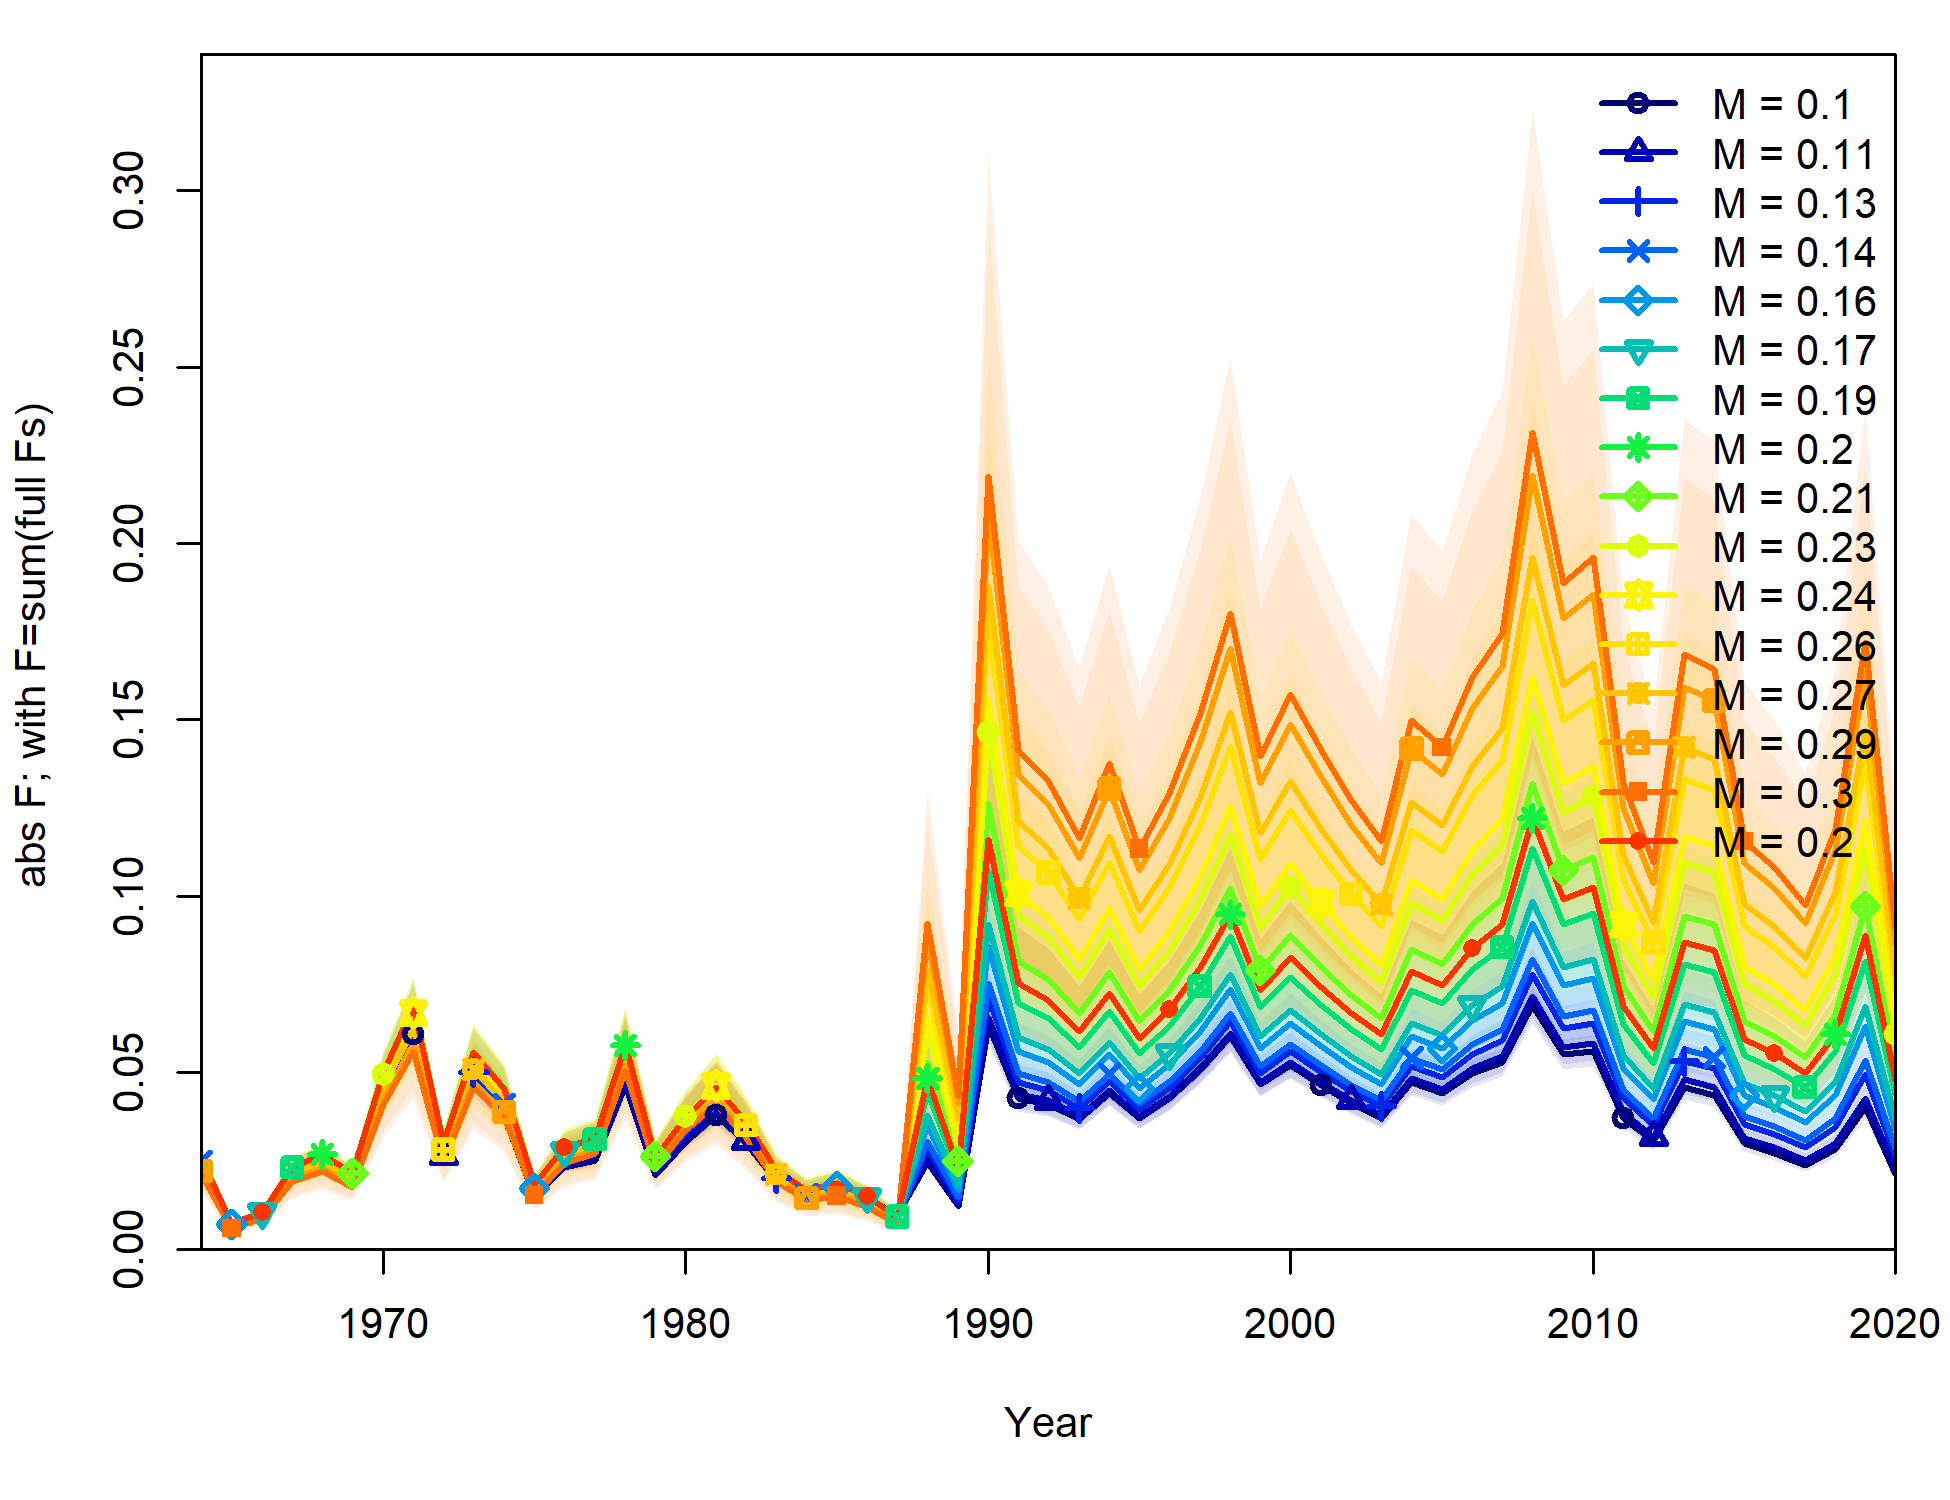 abs F; with F=sum(full Fs)
0.30
0.25
0.20
0.15
0.10
0.05
0.00
M = 0.1
M = 0.11
M = 0.13
M = 0.14
M = 0.16
M = 0.17
M = 0.19
M = 0.2
M = 0.21
M = 0.23
M = 0.24
M = 0.26
M = 0.27
M = 0.29
M = 0.3
M = 0.2
1970 1980 1990 2000 2010 2020
Year